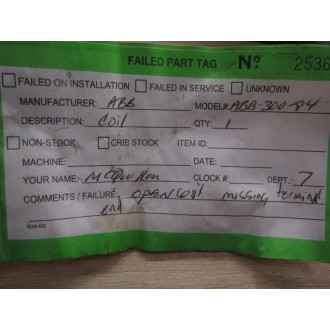 FAILED PART TAG Nº 2536
FAILED ON INSTALLATION FAILED IN SERVICE UNKNOWN
MANUFACTURER: ABB MODEL#: ABB-300-84
DESCRIPTION: Coil QTY: 1
NON-STOCK CRIB STOCK ITEM ID:
MACHINE: DATE:
YOUR NAME: CLOCK #: DEPT: 7
COMMENTS / FAILURE: open coil missing terminal
end